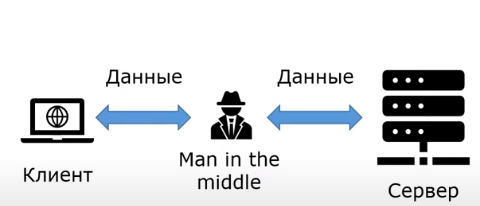 Данные
Данные
Клиент
Man in the
middle
Сервер